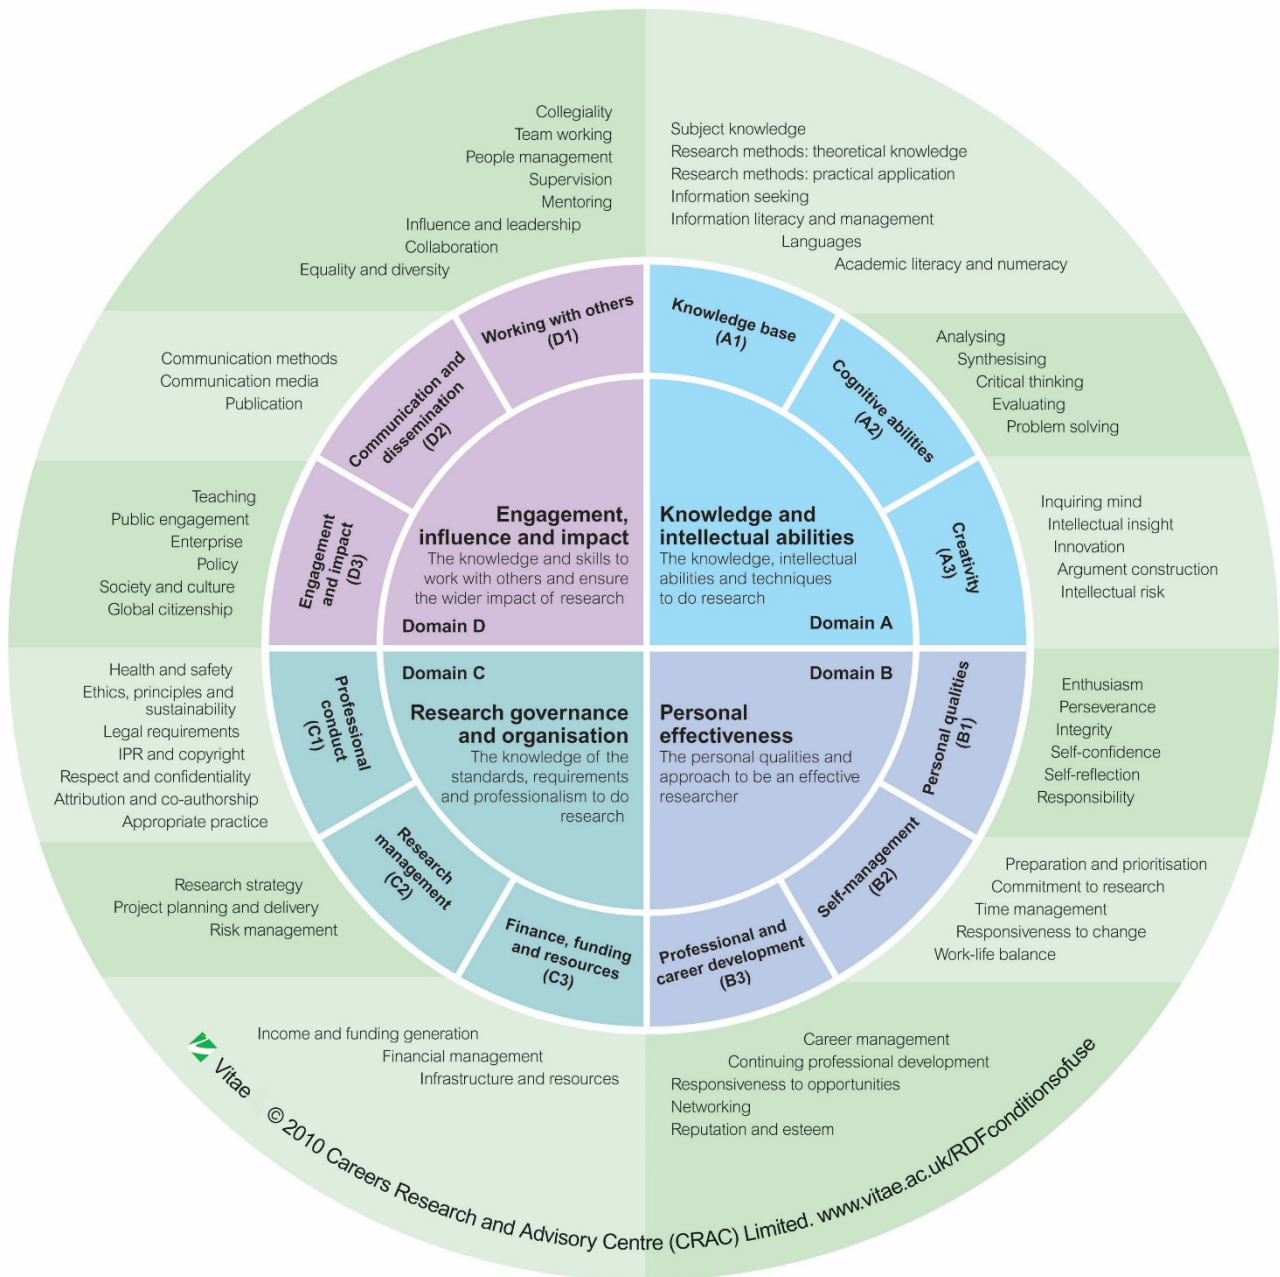 Collegiality
Team working
People management
Supervision
Mentoring
Influence and leadership
Collaboration
Equality and diversity
Subject knowledge
Research methods: theoretical knowledge
Research methods: practical application
Information seeking
Information literacy and management
Languages
Academic literacy and numeracy
Communication methods
Communication media
Publication
Analysing
Synthesising
Critical thinking
Evaluating
Problem solving
Teaching
Public engagement
Enterprise
Policy
Society and culture
Global citizenship
Inquiring mind
Intellectual insight
Innovation
Argument construction
Intellectual risk
Working with others
(D1)
Knowledge base
(A1)
Communication and
dissemination
(D2)
Cognitive abilities
(A2)
Engagement
and impact
(D3)
Creativity
(A3)
Engagement,
influence and impact
The knowledge and skills to
work with others and ensure
the wider impact of research
Domain D
Knowledge and
intellectual abilities
The knowledge, intellectual
abilities and techniques
to do research
Domain A
Domain C
Research governance
and organisation
The knowledge of the
standards, requirements
and professionalism to do
research
Domain B
Personal
effectiveness
The personal qualities and
approach to be an effective
researcher
Professional
conduct
(C1)
Personal qualities
(B1)
Research
management
(C2)
Self-management
(B2)
Finance, funding
and resources
(C3)
Professional and
career development
(B3)
Health and safety
Ethics, principles and
sustainability
Legal requirements
IPR and copyright
Respect and confidentiality
Attribution and co-authorship
Appropriate practice
Enthusiasm
Perseverance
Integrity
Self-confidence
Self-reflection
Responsibility
Research strategy
Project planning and delivery
Risk management
Preparation and prioritisation
Commitment to research
Time management
Responsiveness to change
Work-life balance
Income and funding generation
Financial management
Infrastructure and resources
Career management
Continuing professional development
Responsiveness to opportunities
Networking
Reputation and esteem
Vitae © 2010 Careers Research and Advisory Centre (CRAC) Limited. www.vitae.ac.uk/RDFconditionsofuse